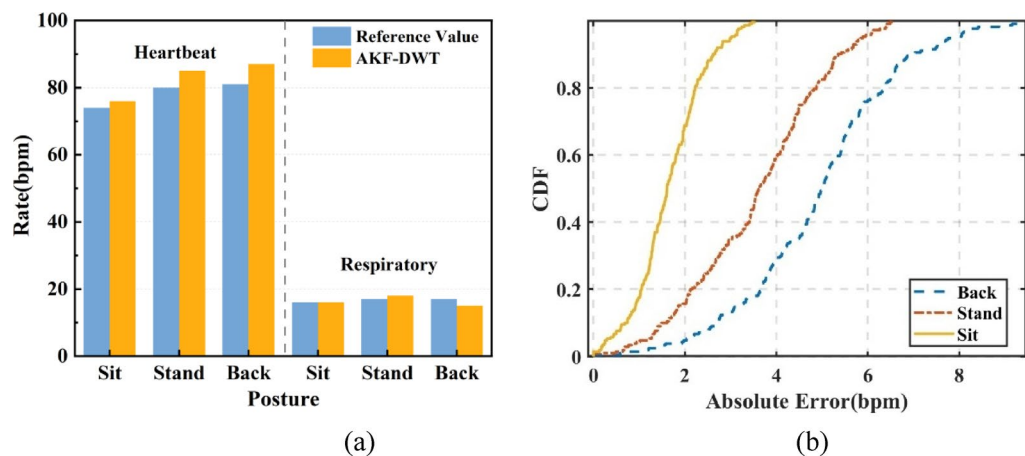 100
80
60
40
20
0
Rate(bpm)
Heartbeat
Reference Value
AKF-DWT
Respiratory
Sit Stand Back Sit Stand Back
Posture
(a)
0.8
0.6
0.4
0.2
0
CDF
Back
Stand
Sit
0 2 4 6 8
Absolute Error(bpm)
(b)